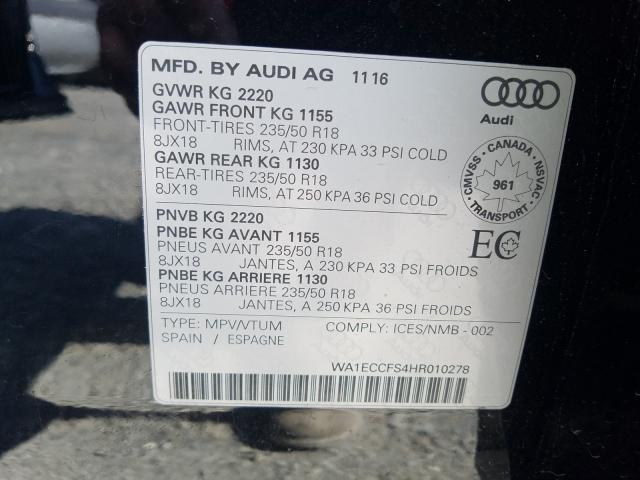 MFD. BY AUDI AG 11 16
Audi
GVWR KG 2220
GAWR FRONT KG 1155
FRONT-TIRES 235/50 R18
8JX18 RIMS, AT 230 KPA 33 PSI COLD
GAWR REAR KG 1130
REAR-TIRES 235/50 R18
8JX18 RIMS, AT 250 KPA 36 PSI COLD
CMVSS · CANADA · NSVAC · TRANSPORT ·
961
PNVB KG 2220
PNBE KG AVANT 1155
PNEUS AVANT 235/50 R18
8JX18 JANTES, A 230 KPA 33 PSI FROIDS
PNBE KG ARRIERE 1130
PNEUS ARRIERE 235/50 R18
8JX18 JANTES, A 250 KPA 36 PSI FROIDS
EC
TYPE: MPV/VTUM COMPLY: ICES/NMB - 002
SPAIN / ESPAGNE
WA1ECCFS4HR010278